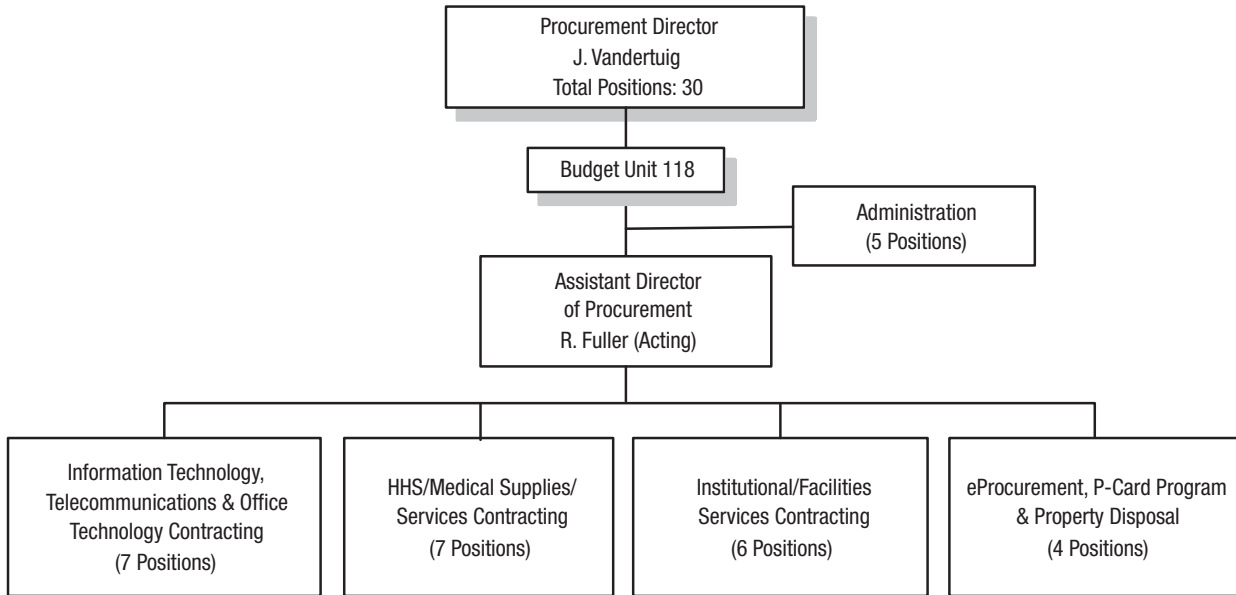 Procurement Director
J. Vandertuig
Total Positions: 30
Budget Unit 118
Administration
(5 Positions)
Assistant Director
of Procurement
R. Fuller (Acting)
Information Technology,
Telecommunications & Office
Technology Contracting
(7 Positions)
HHS/Medical Supplies/
Services Contracting
(7 Positions)
Institutional/Facilities
Services Contracting
(6 Positions)
eProcurement, P-Card Program
& Property Disposal
(4 Positions)